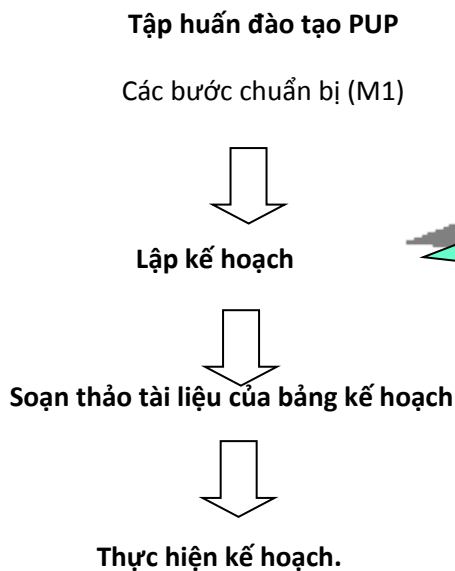 Tập huấn đào tạo PUP
Các bước chuẩn bị (M1)
Lập kế hoạch
Soạn thảo tài liệu của bảng kế hoạch
Thực hiện kế hoạch.